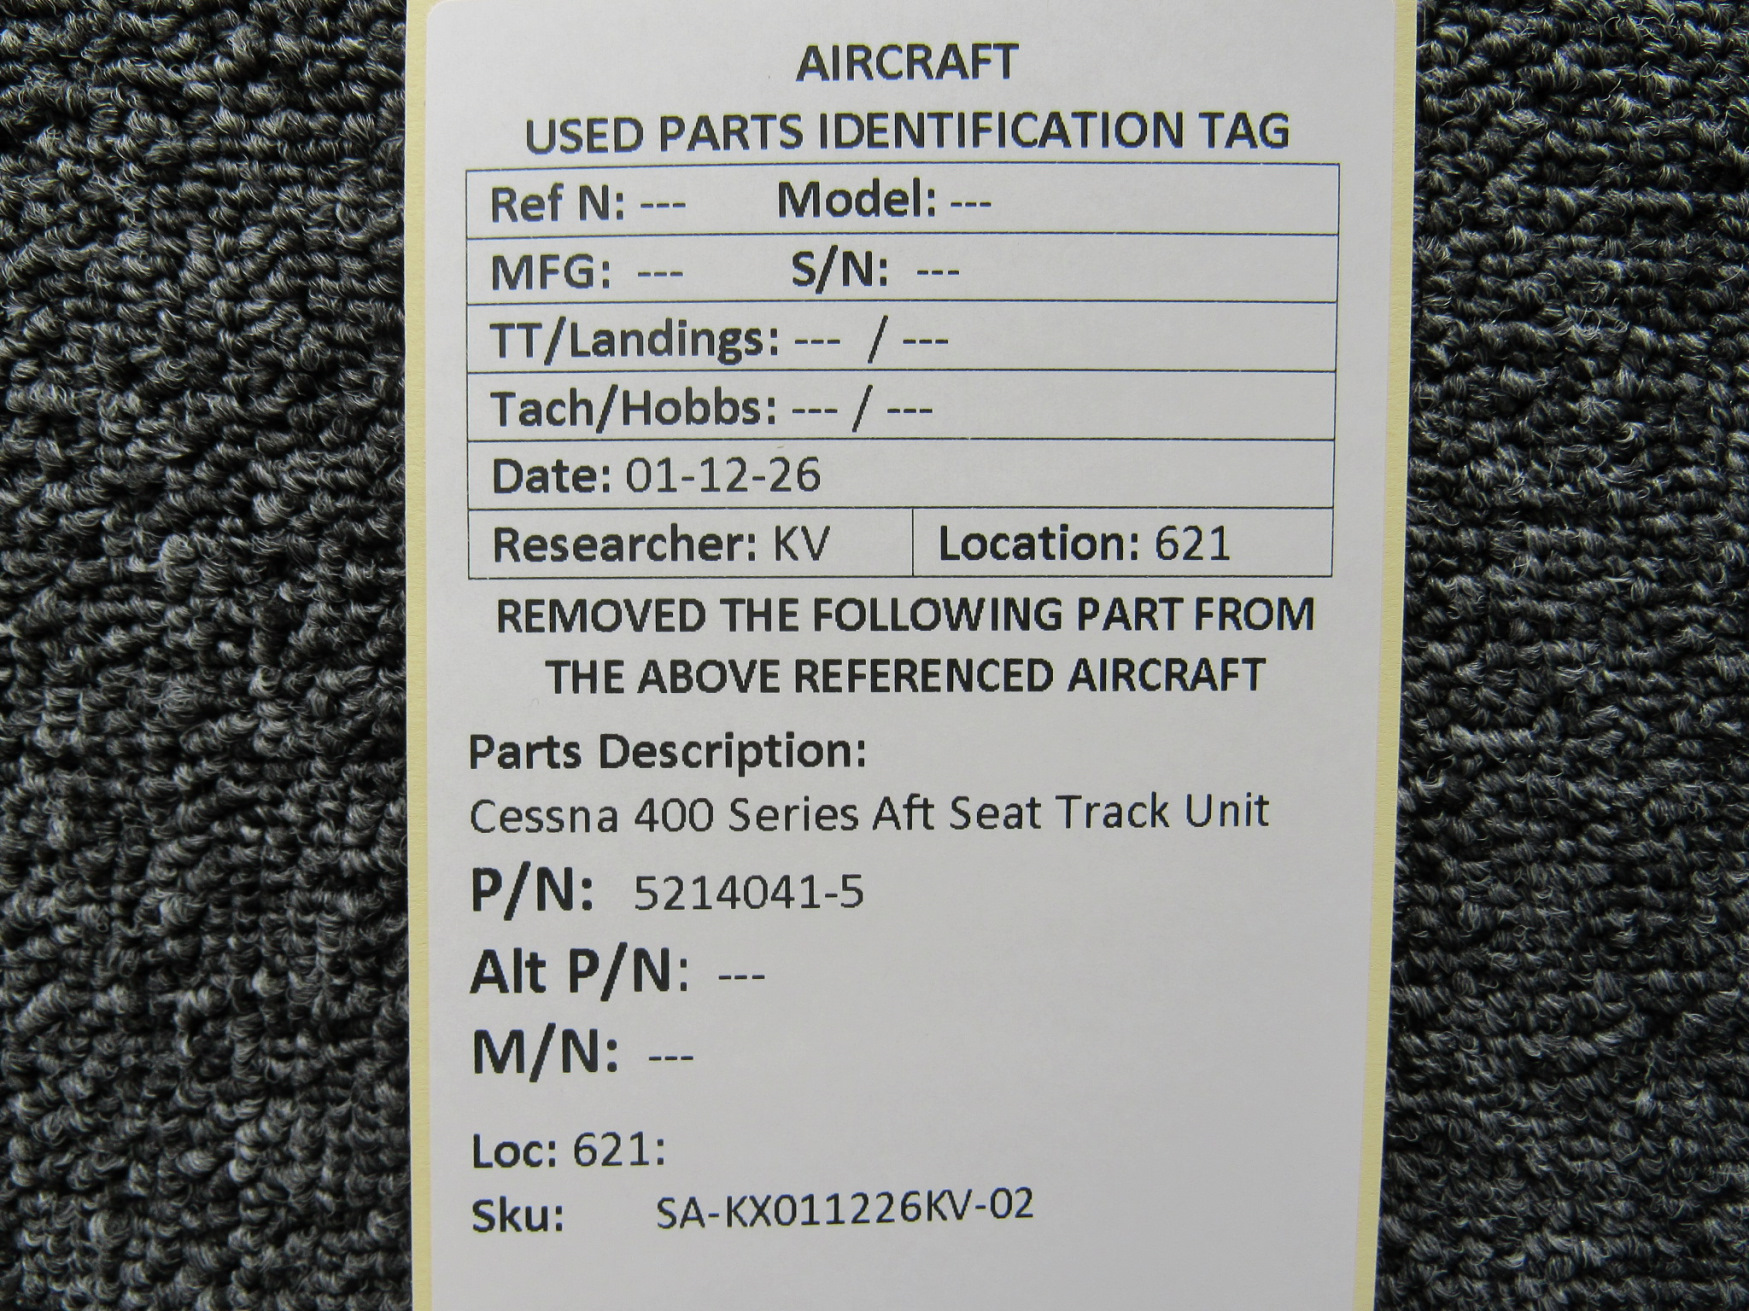 AIRCRAFT
USED PARTS IDENTIFICATION TAG
Ref N: --- Model: ---
MFG: --- S/N: ---
TT/Landings: --- / ---
Tach/Hobbs: --- / ---
Date: 01-12-26
Researcher: KV Location: 621
REMOVED THE FOLLOWING PART FROM
THE ABOVE REFERENCED AIRCRAFT
Parts Description:
Cessna 400 Series Aft Seat Track Unit
P/N: 5214041-5
Alt P/N: ---
M/N: ---
Loc: 621:
Sku: SA-KX011226KV-02